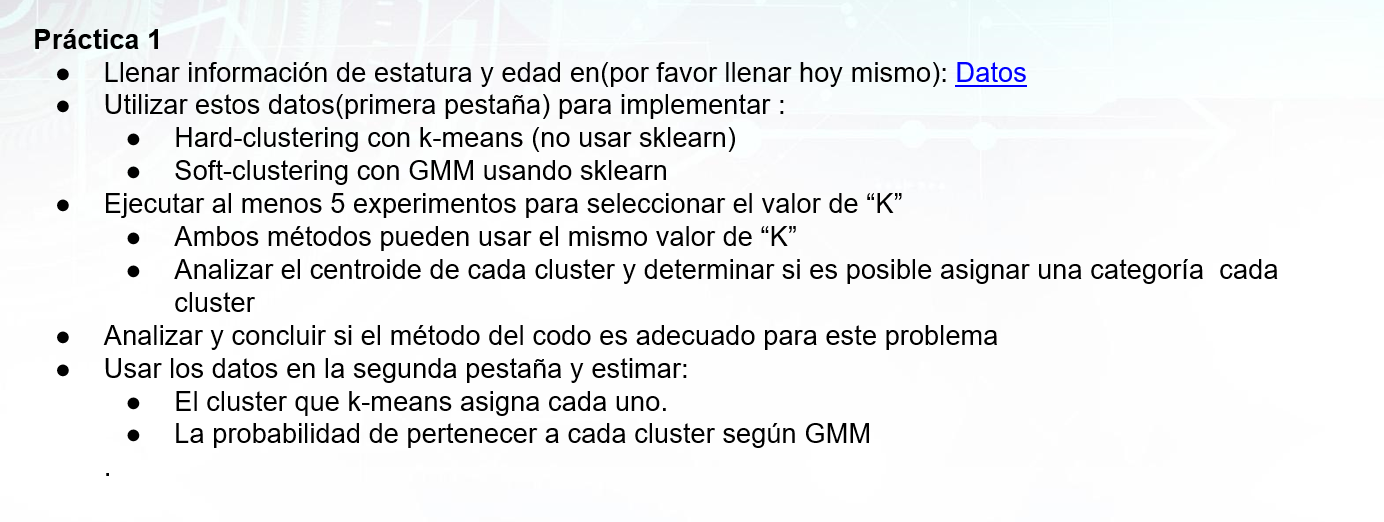 Práctica 1
● Llenar información de estatura y edad en(por favor llenar hoy mismo): Datos
● Utilizar estos datos(primera pestaña) para implementar :
● Hard-clustering con k-means (no usar sklearn)
● Soft-clustering con GMM usando sklearn
● Ejecutar al menos 5 experimentos para seleccionar el valor de “K”
● Ambos métodos pueden usar el mismo valor de “K”
● Analizar el centroide de cada cluster y determinar si es posible asignar una categoría  cada
cluster
● Analizar y concluir si el método del codo es adecuado para este problema
● Usar los datos en la segunda pestaña y estimar:
● El cluster que k-means asigna cada uno.
● La probabilidad de pertenecer a cada cluster según GMM
.